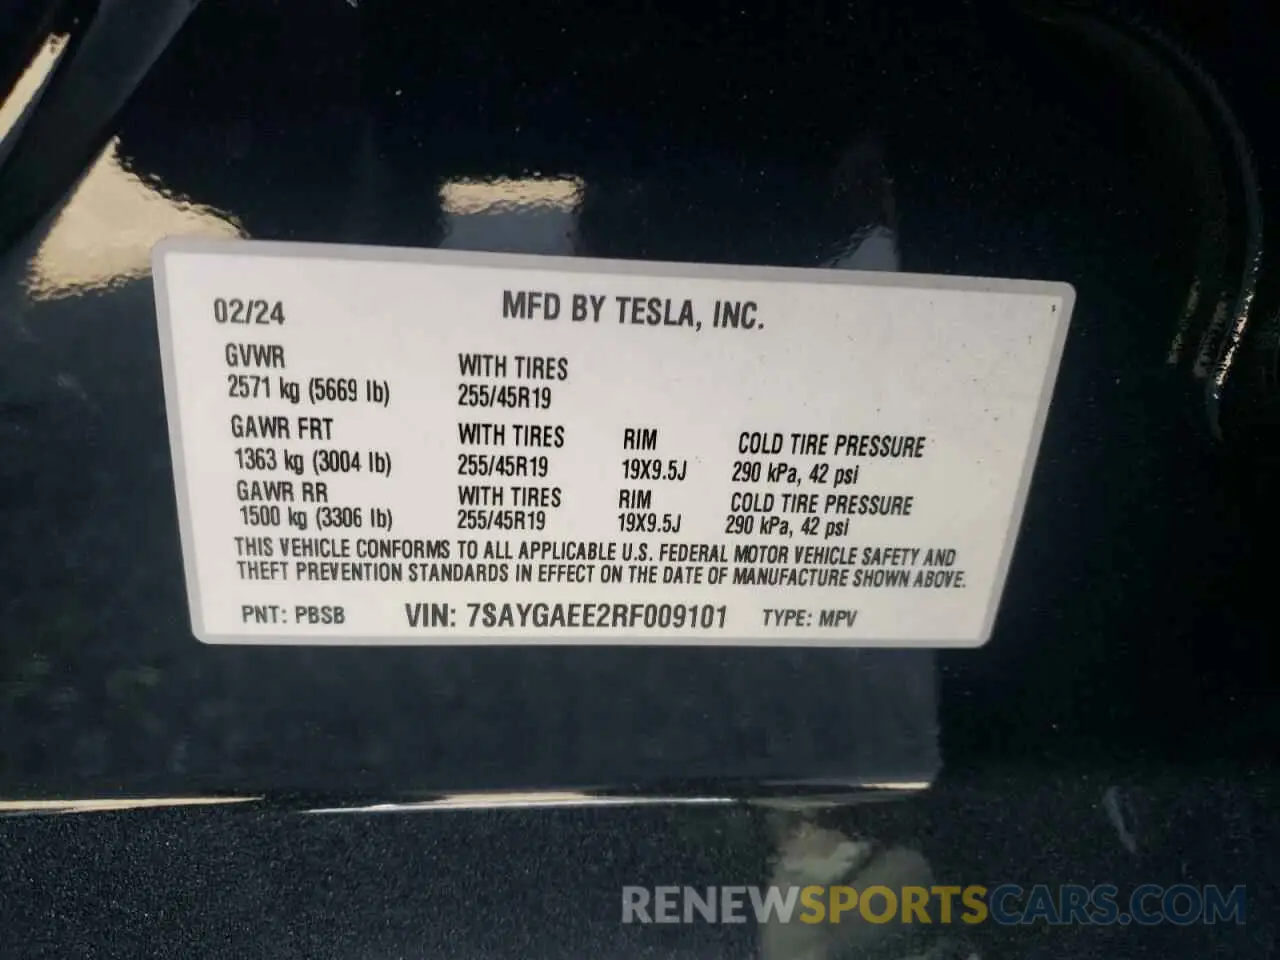 02/24 MFD BY TESLA, INC.
GVWR WITH TIRES
2571 kg (5669 lb) 255/45R19
GAWR FRT WITH TIRES RIM COLD TIRE PRESSURE
1363 kg (3004 lb) 255/45R19 19X9.5J 290 kPa, 42 psi
GAWR RR WITH TIRES RIM COLD TIRE PRESSURE
1500 kg (3306 lb) 255/45R19 19X9.5J 290 kPa, 42 psi
THIS VEHICLE CONFORMS TO ALL APPLICABLE U.S. FEDERAL MOTOR VEHICLE SAFETY AND
THEFT PREVENTION STANDARDS IN EFFECT ON THE DATE OF MANUFACTURE SHOWN ABOVE.
PNT: PBSB VIN: 7SAYGAEE2RF009101 TYPE: MPV
RENEWSPORTSCARS.COM